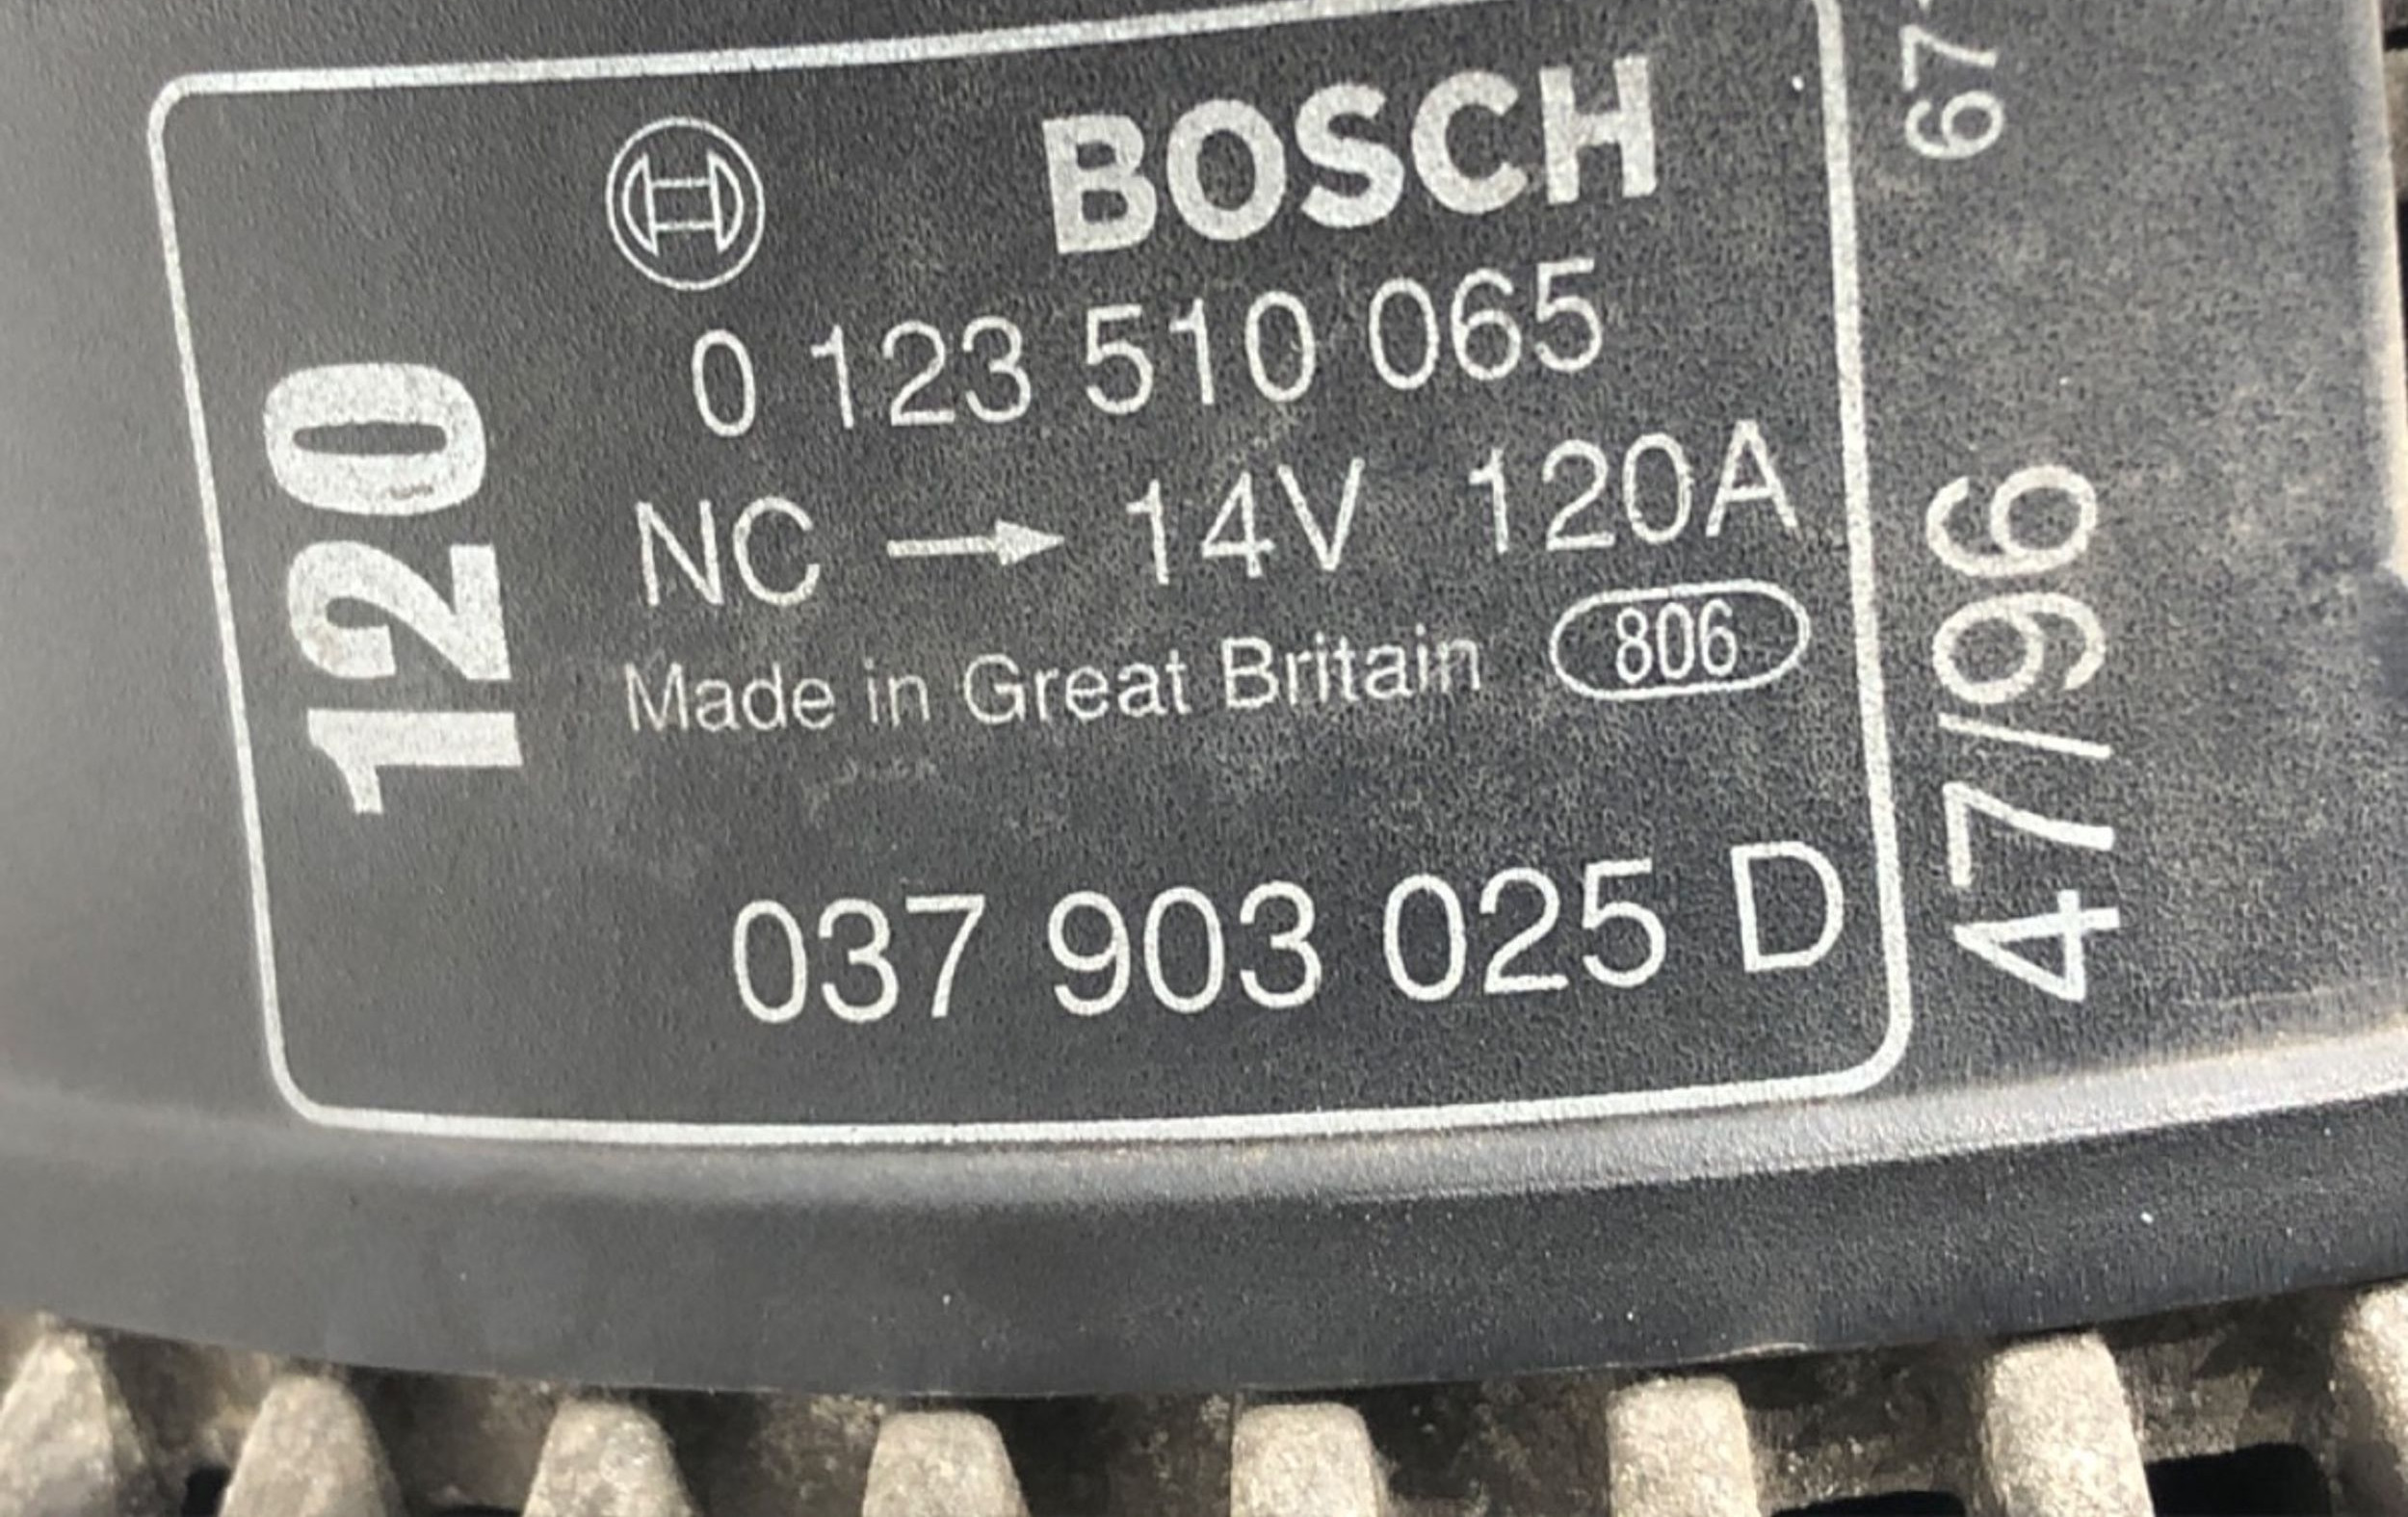 BOSCH
0 123 510 065
NC → 14V 120A
Made in Great Britain 806
037 903 025 D
120
47/96
67